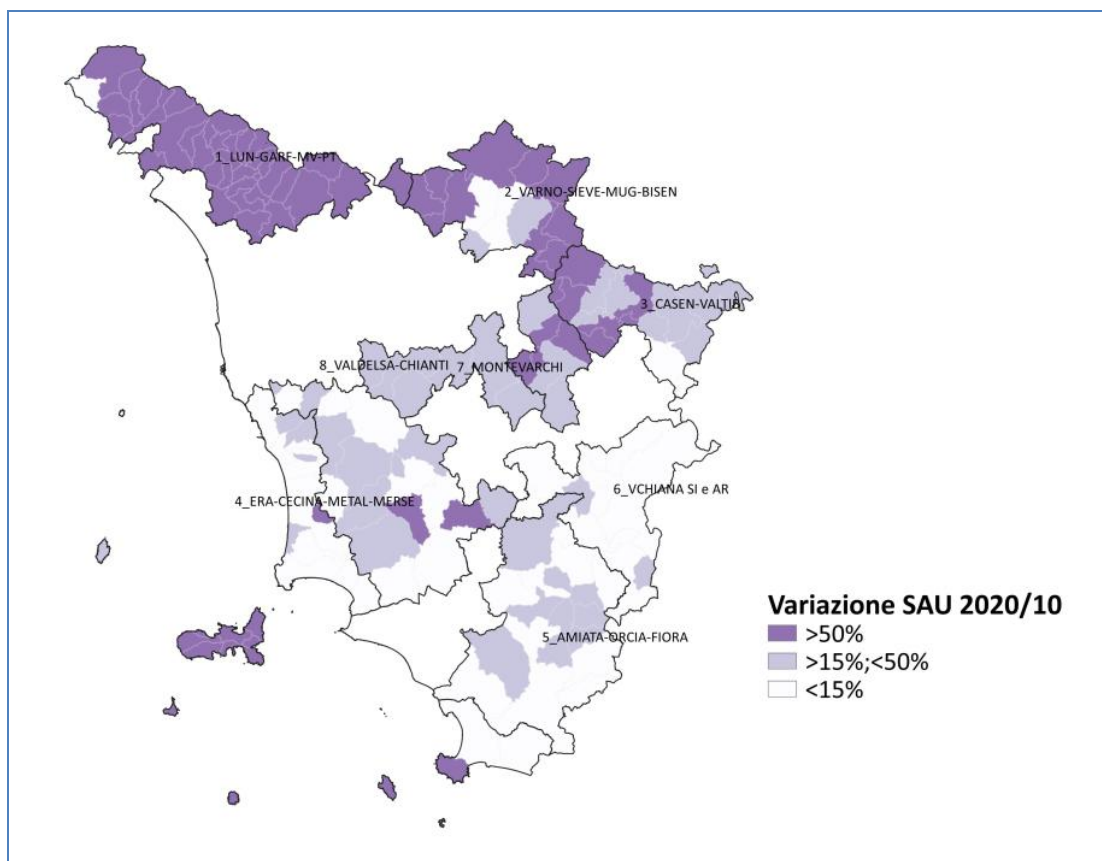 1_LUN-GARF-MV-PT
2_VARNO-SIEVE-MUG-BISEN
3_CASEN-VALTIB
8_VALDELSA-CHIANTI
7_MONTEVARCHI
4_ERA-CECINA-METAL-MERSE
6_VCHIANA SI e AR
5_AMIATA-ORCIA-FIORA
Variazione SAU 2020/10
>50%
>15%;<50%
<15%